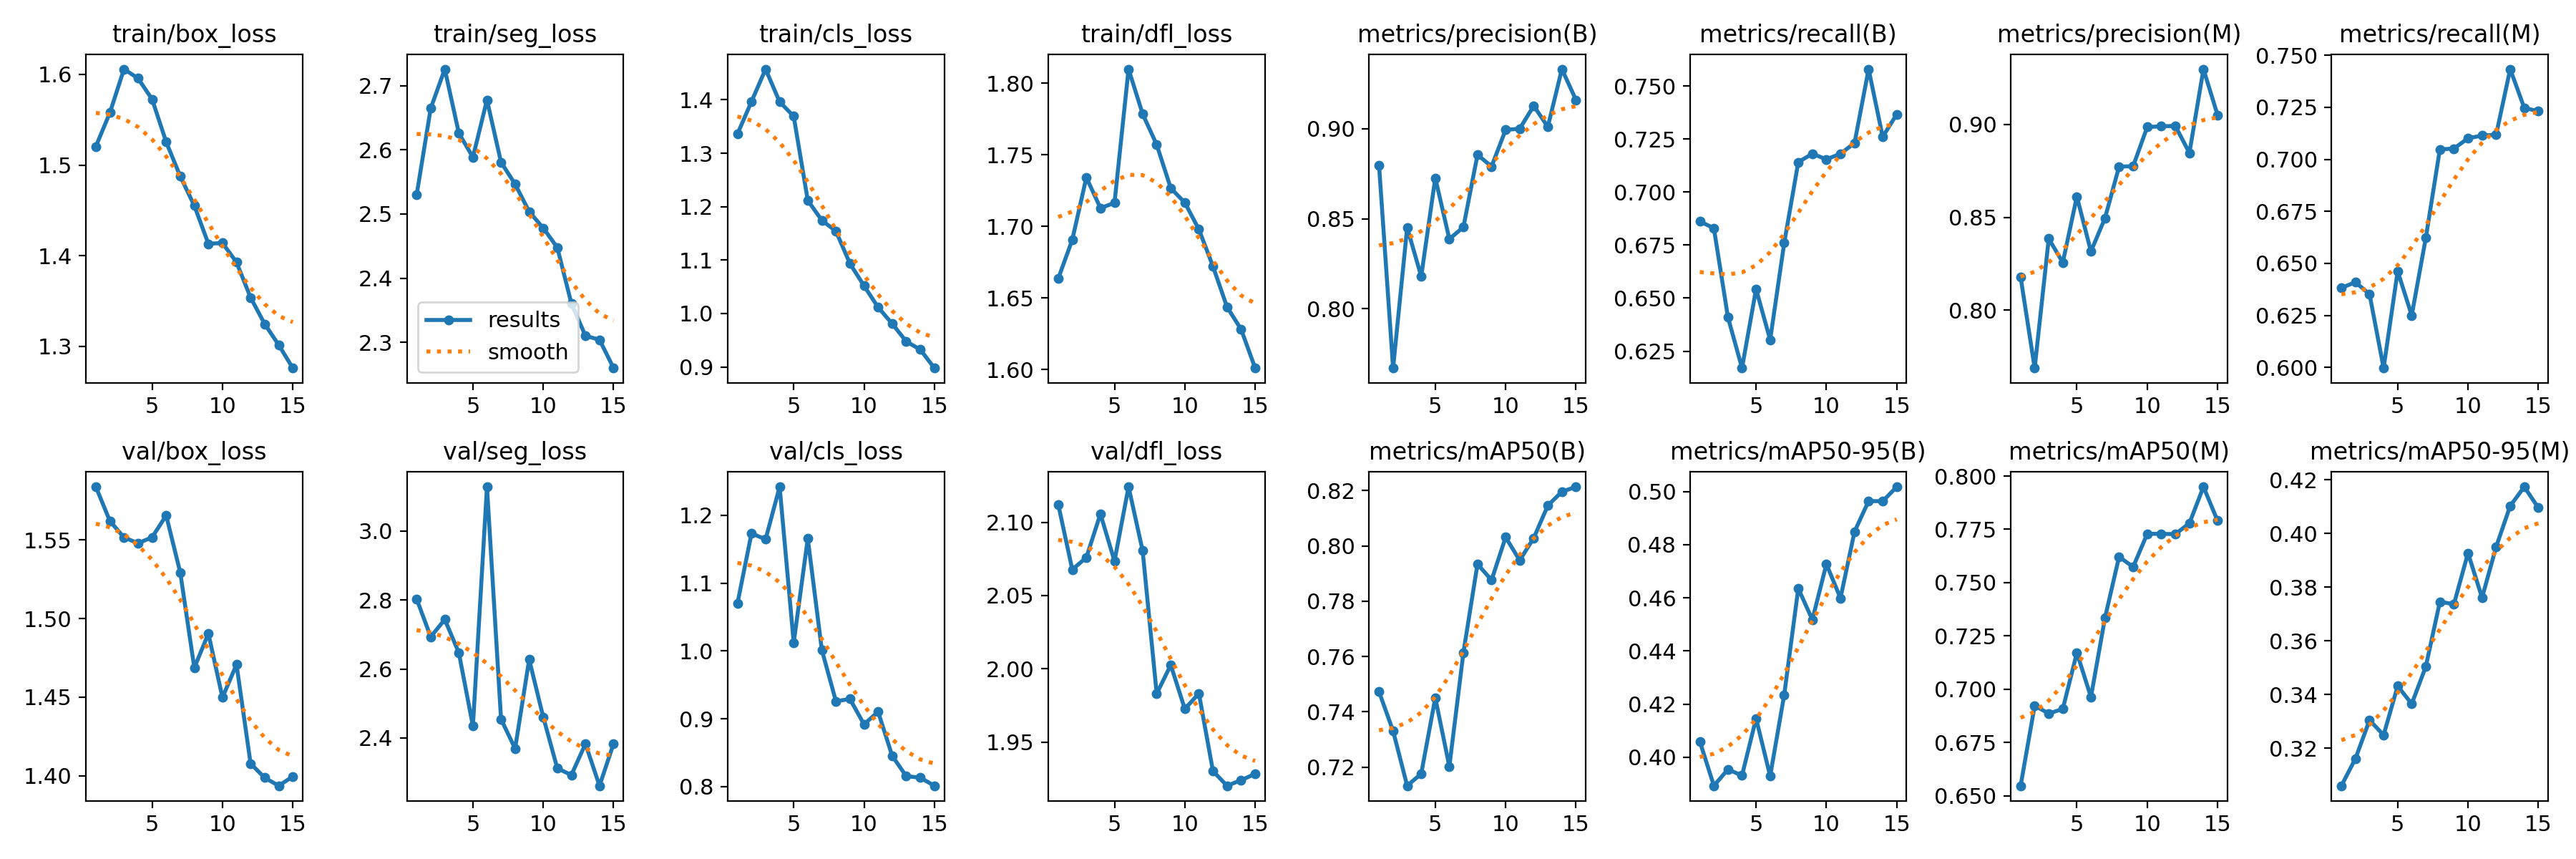 train/box_loss
train/seg_loss
train/cls_loss
train/dfl_loss
metrics/precision(B)
metrics/recall(B)
metrics/precision(M)
metrics/recall(M)
1.6
1.5
1.4
1.3
5 10 15
2.7
2.6
2.5
2.4
2.3
results
smooth
5 10 15
1.4
1.3
1.2
1.1
1.0
0.9
5 10 15
1.80
1.75
1.70
1.65
1.60
5 10 15
0.90
0.85
0.80
5 10 15
0.750
0.725
0.700
0.675
0.650
0.625
5 10 15
0.90
0.85
0.80
5 10 15
0.750
0.725
0.700
0.675
0.650
0.625
0.600
5 10 15
val/box_loss
val/seg_loss
val/cls_loss
val/dfl_loss
metrics/mAP50(B)
metrics/mAP50-95(B)
metrics/mAP50(M)
metrics/mAP50-95(M)
1.55
1.50
1.45
1.40
5 10 15
3.0
2.8
2.6
2.4
5 10 15
1.2
1.1
1.0
0.9
0.8
5 10 15
2.10
2.05
2.00
1.95
5 10 15
0.82
0.80
0.78
0.76
0.74
0.72
5 10 15
0.50
0.48
0.46
0.44
0.42
0.40
5 10 15
0.800
0.775
0.750
0.725
0.700
0.675
0.650
5 10 15
0.42
0.40
0.38
0.36
0.34
0.32
5 10 15